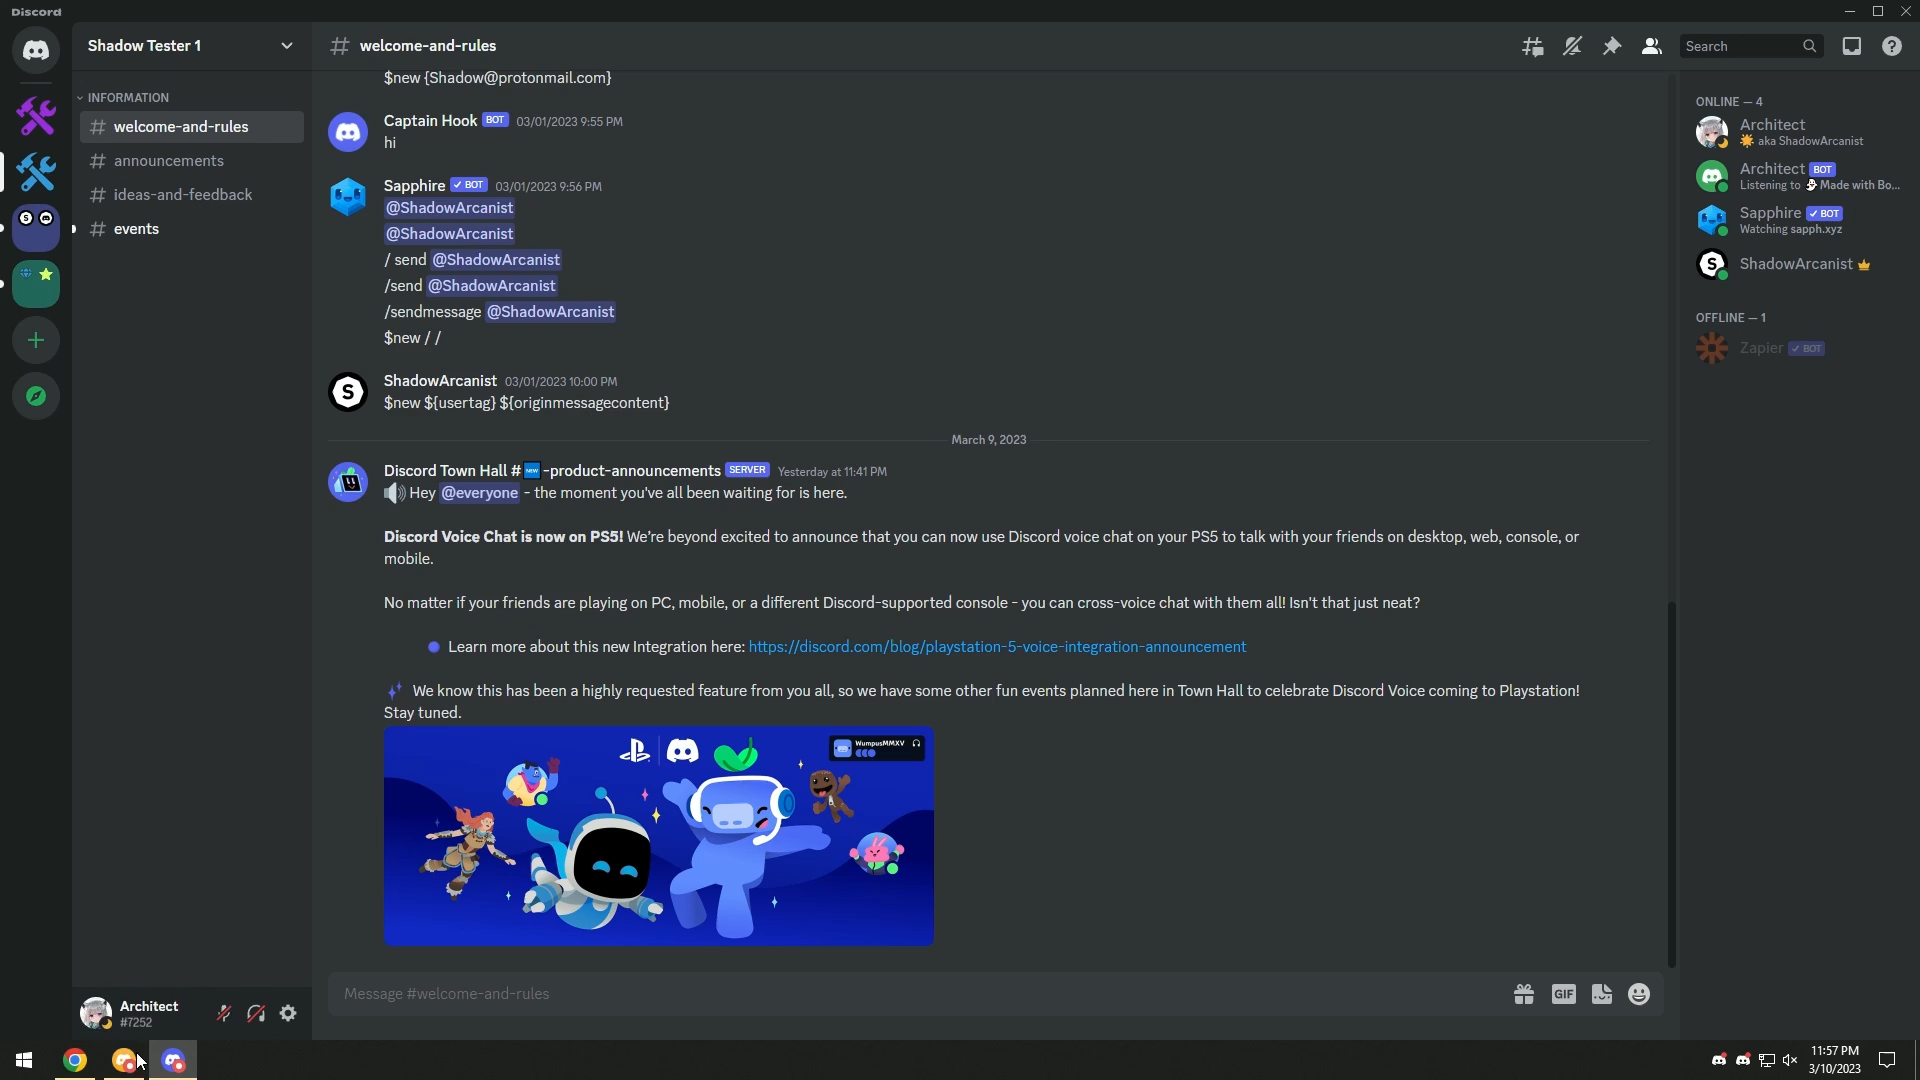 Discord
Shadow Tester 1
# welcome-and-rules
Search
INFORMATION
# welcome-and-rules
# announcements
# ideas-and-feedback
# events
$new {Shadow@protonmail.com}
Captain Hook BOT 03/01/2023 9:55 PM
hi
Sapphire ✓ BOT 03/01/2023 9:56 PM
@ShadowArcanist
@ShadowArcanist
/ send @ShadowArcanist
/send @ShadowArcanist
/sendmessage @ShadowArcanist
$new / /
S
ShadowArcanist 03/01/2023 10:00 PM
$new ${usertag} ${originmessagecontent}
March 9, 2023
Discord Town Hall # NEW -product-announcements SERVER Yesterday at 11:41 PM
Hey @everyone - the moment you've all been waiting for is here.
Discord Voice Chat is now on PS5! We're beyond excited to announce that you can now use Discord voice chat on your PS5 to talk with your friends on desktop, web, console, or
mobile.
No matter if your friends are playing on PC, mobile, or a different Discord-supported console - you can cross-voice chat with them all! Isn't that just neat?
Learn more about this new Integration here: https://discord.com/blog/playstation-5-voice-integration-announcement
We know this has been a highly requested feature from you all, so we have some other fun events planned here in Town Hall to celebrate Discord Voice coming to Playstation!
Stay tuned.
WumpusMMXV
Message #welcome-and-rules
GIF
ONLINE — 4
Architect
aka ShadowArcanist
Architect BOT
Listening to Made with Bo...
Sapphire ✓ BOT
Watching sapph.xyz
S
ShadowArcanist
OFFLINE — 1
Zapier ✓ BOT
Architect
#7252
11:57 PM
3/10/2023